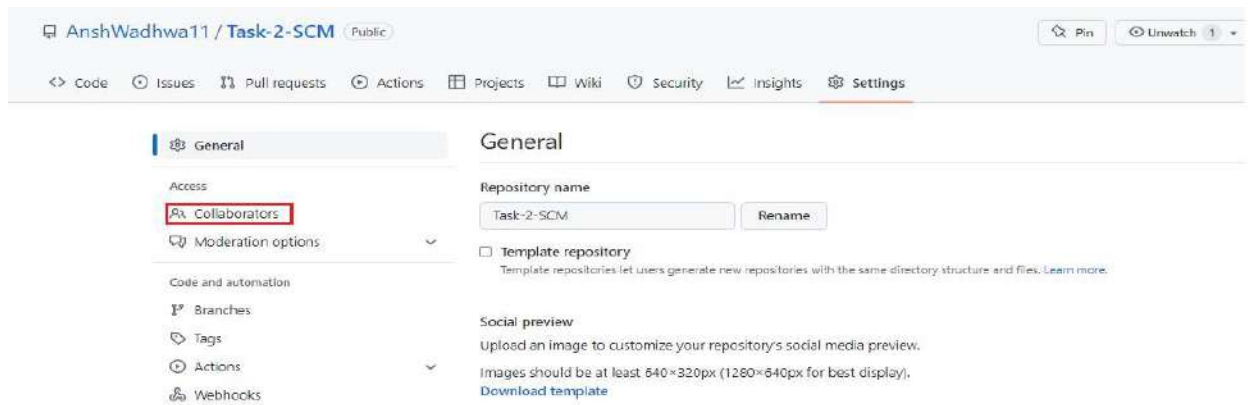 AnshWadhwa11 / Task-2-SCM Public
Pin
Unwatch 1
<> Code Issues Pull requests Actions Projects Wiki Security Insights Settings
General
Access
Collaborators
Moderation options
Code and automation
Branches
Tags
Actions
Webhooks
General
Repository name
Task-2-SCM Rename
Template repository
Template repositories let users generate new repositories with the same directory structure and files. Learn more.
Social preview
Upload an image to customize your repository's social media preview.
Images should be at least 640×320px (1280×640px for best display).
Download template